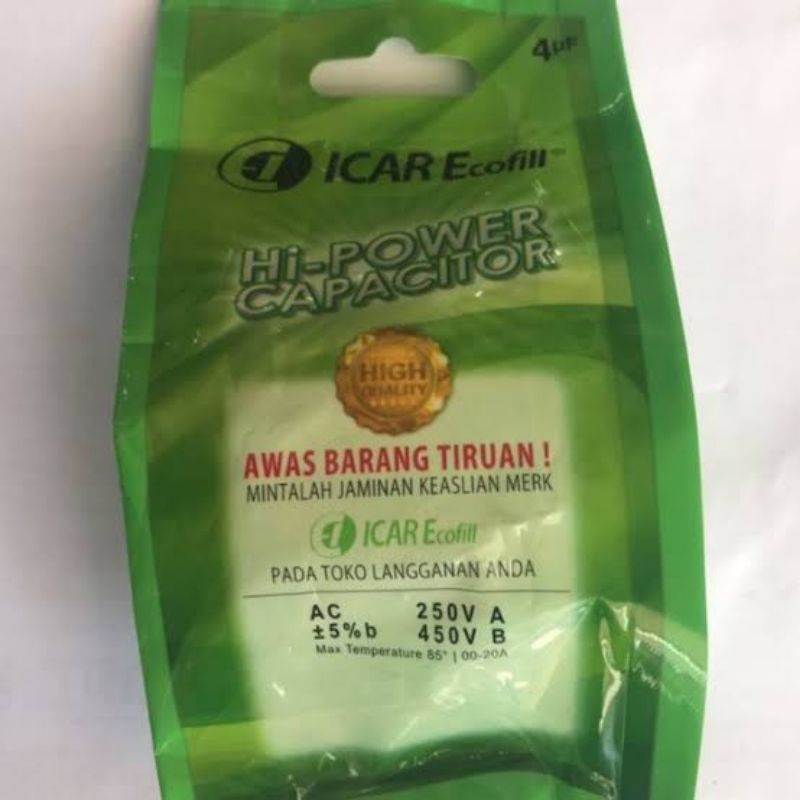 4µF
ICAR Ecofill®
Hi-POWER
CAPACITOR
HIGH
QUALITY
AWAS BARANG TIRUAN !
MINTALAH JAMINAN KEASLIAN MERK
ICAR Ecofill
PADA TOKO LANGGANAN ANDA
AC 250V A
±5%b 450V B
Max Temperature 85° | 00-20A